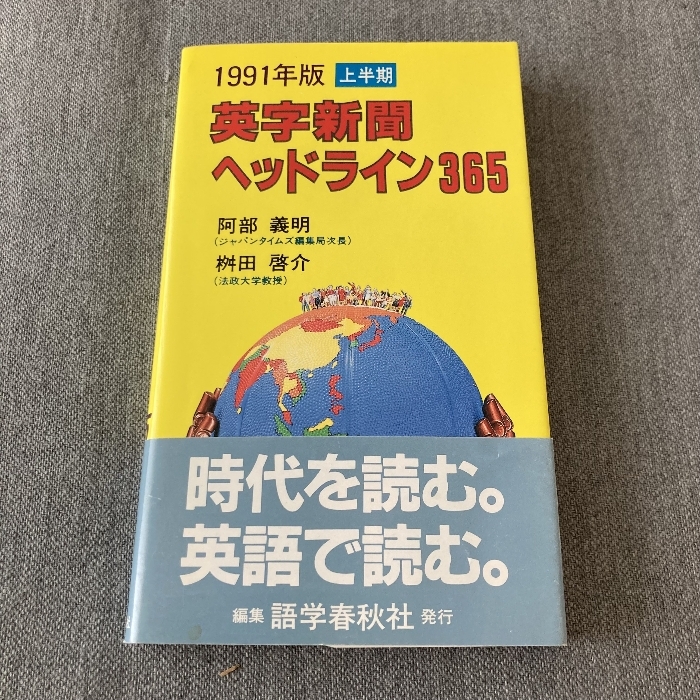 1991年版 上半期
英字新聞
ヘッドライン365
阿部 義明
(ジャパンタイムズ編集局次長)
桝田 啓介
(法政大学教授)
時代を読む。
英語で読む。
編集 語学春秋社 発行